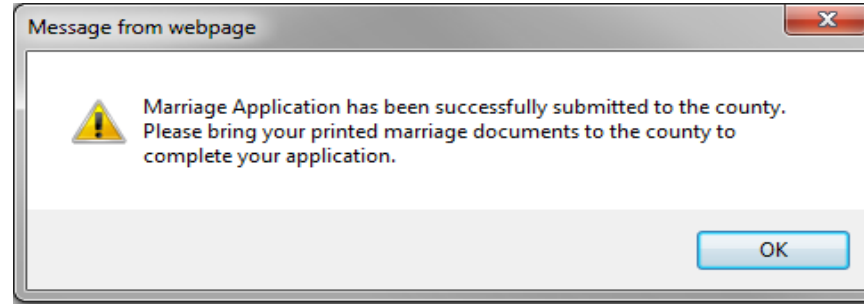 Message from webpage
Marriage Application has been successfully submitted to the county.
Please bring your printed marriage documents to the county to
complete your application.
OK